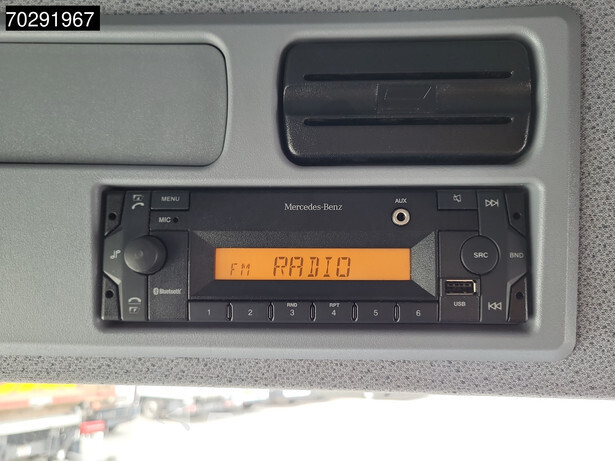 70291967
MENU
Mercedes-Benz
AUX
MIC
SRC
BND
FM RADIO
Bluetooth
USB
RND
RPT
1 2 3 4 5 6